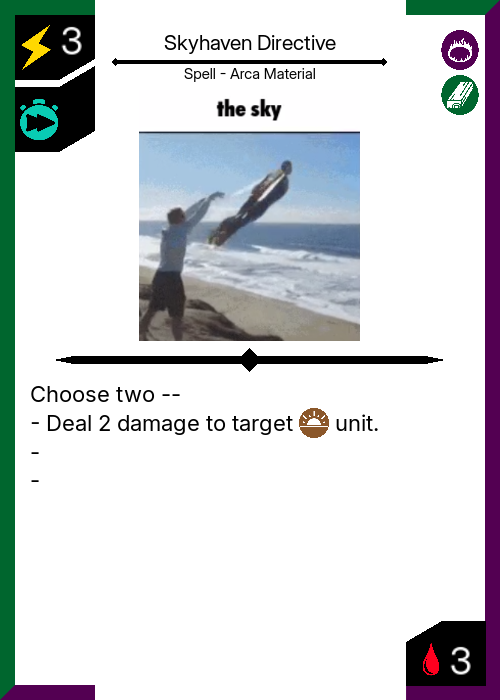 3
Skyhaven Directive
Spell - Arca Material
the sky
Choose two --
- Deal 2 damage to target unit.
-
-
3